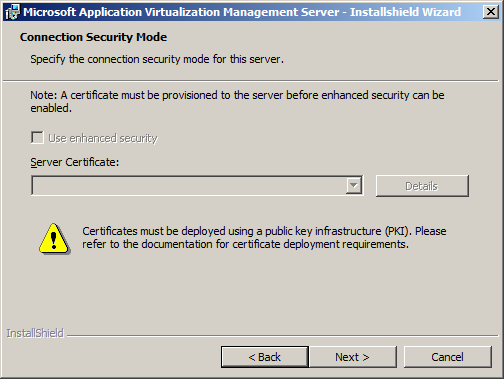 Microsoft Application Virtualization Management Server - Installshield Wizard
Connection Security Mode
Specify the connection security mode for this server.
Note: A certificate must be provisioned to the server before enhanced security can be
enabled.
Use enhanced security
Server Certificate:
Details
Certificates must be deployed using a public key infrastructure (PKI). Please
refer to the documentation for certificate deployment requirements.
InstallShield
< Back
Next >
Cancel